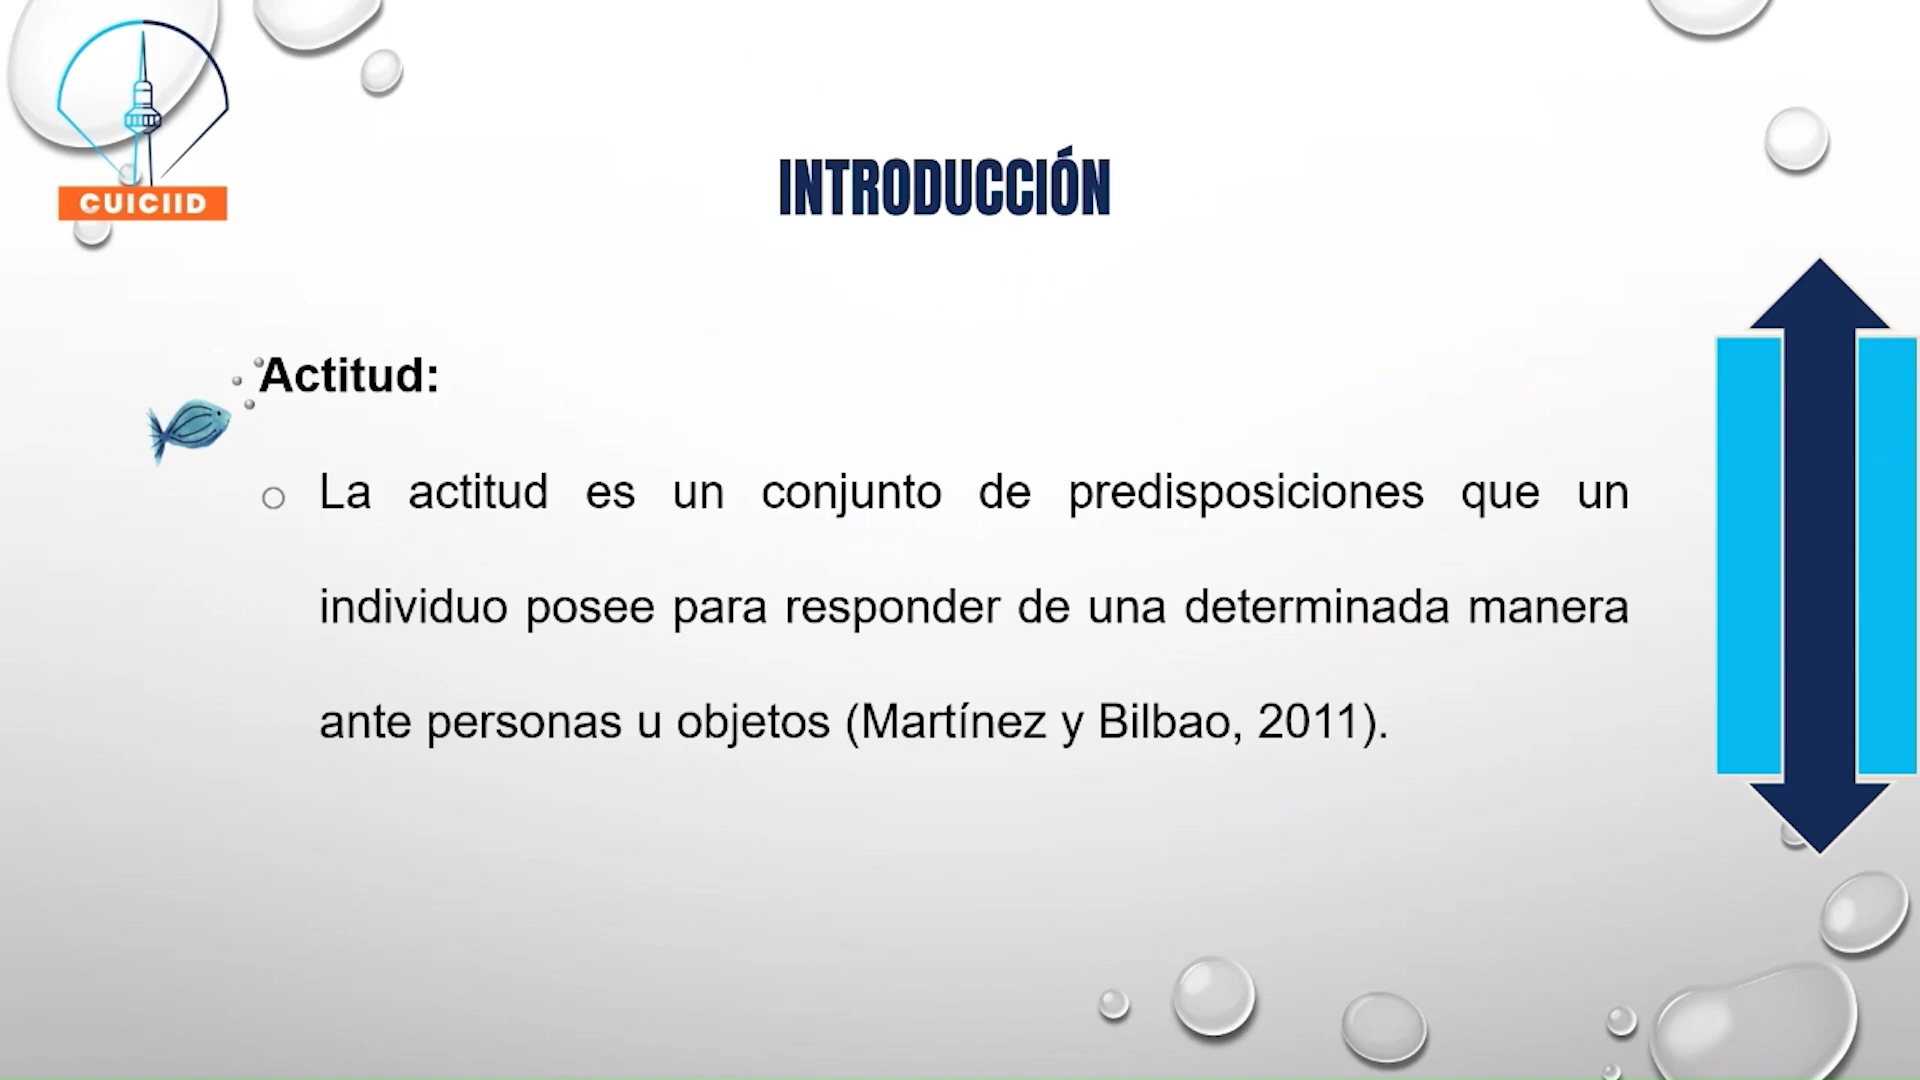 CUICIID
INTRODUCCIÓN
Actitud:
La actitud es un conjunto de predisposiciones que un
individuo posee para responder de una determinada manera
ante personas u objetos (Martínez y Bilbao, 2011).